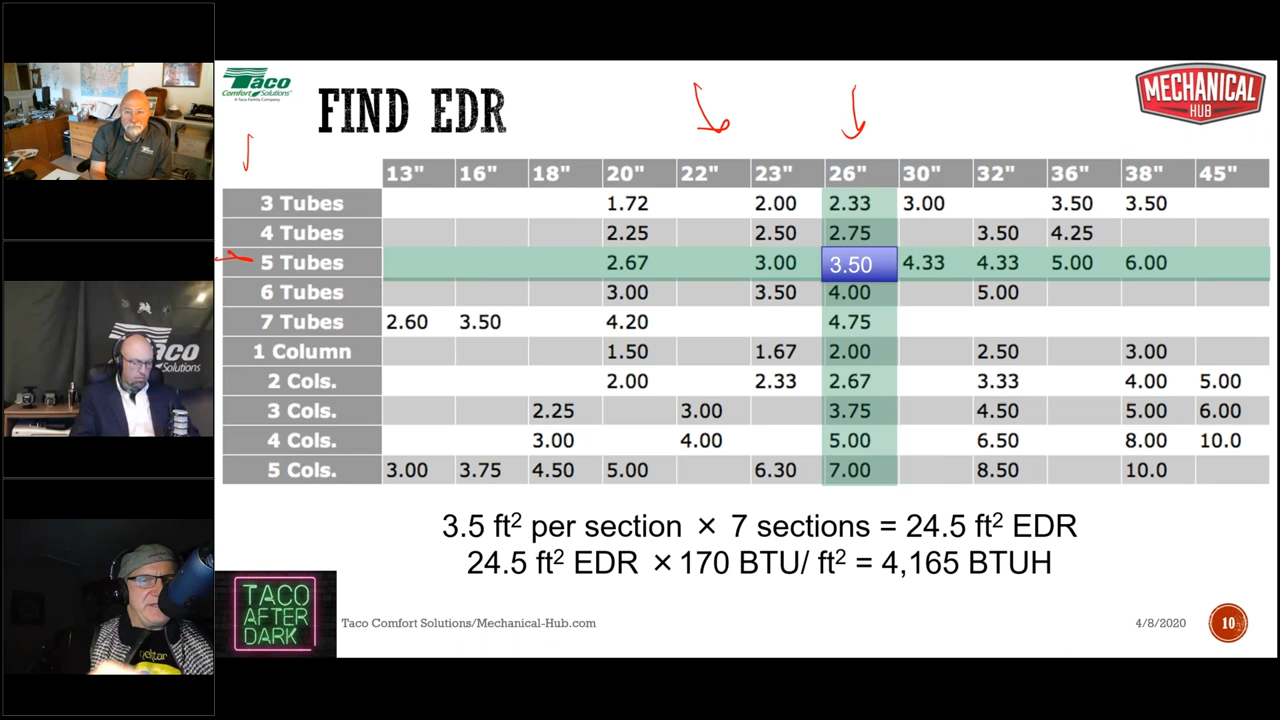 Taco
Comfort Solutions®
A Taco Family Company
FIND EDR
MECHANICAL
HUB
13" 16" 18" 20" 22" 23" 26" 30" 32" 36" 38" 45"
3 Tubes 1.72 2.00 2.33 3.00 3.50 3.50
4 Tubes 2.25 2.50 2.75 3.50 4.25
5 Tubes 2.67 3.00 3.50 4.33 4.33 5.00 6.00
6 Tubes 3.00 3.50 4.00 5.00
7 Tubes 2.60 3.50 4.20 4.75
1 Column 1.50 1.67 2.00 2.50 3.00
2 Cols. 2.00 2.33 2.67 3.33 4.00 5.00
3 Cols. 2.25 3.00 3.75 4.50 5.00 6.00
4 Cols. 3.00 4.00 5.00 6.50 8.00 10.0
5 Cols. 3.00 3.75 4.50 5.00 6.30 7.00 8.50 10.0
3.5 ft² per section × 7 sections = 24.5 ft² EDR
24.5 ft² EDR × 170 BTU/ ft² = 4,165 BTUH
TACO
AFTER
DARK
Taco Comfort Solutions/Mechanical-Hub.com
4/8/2020
10
Taco
Solutions